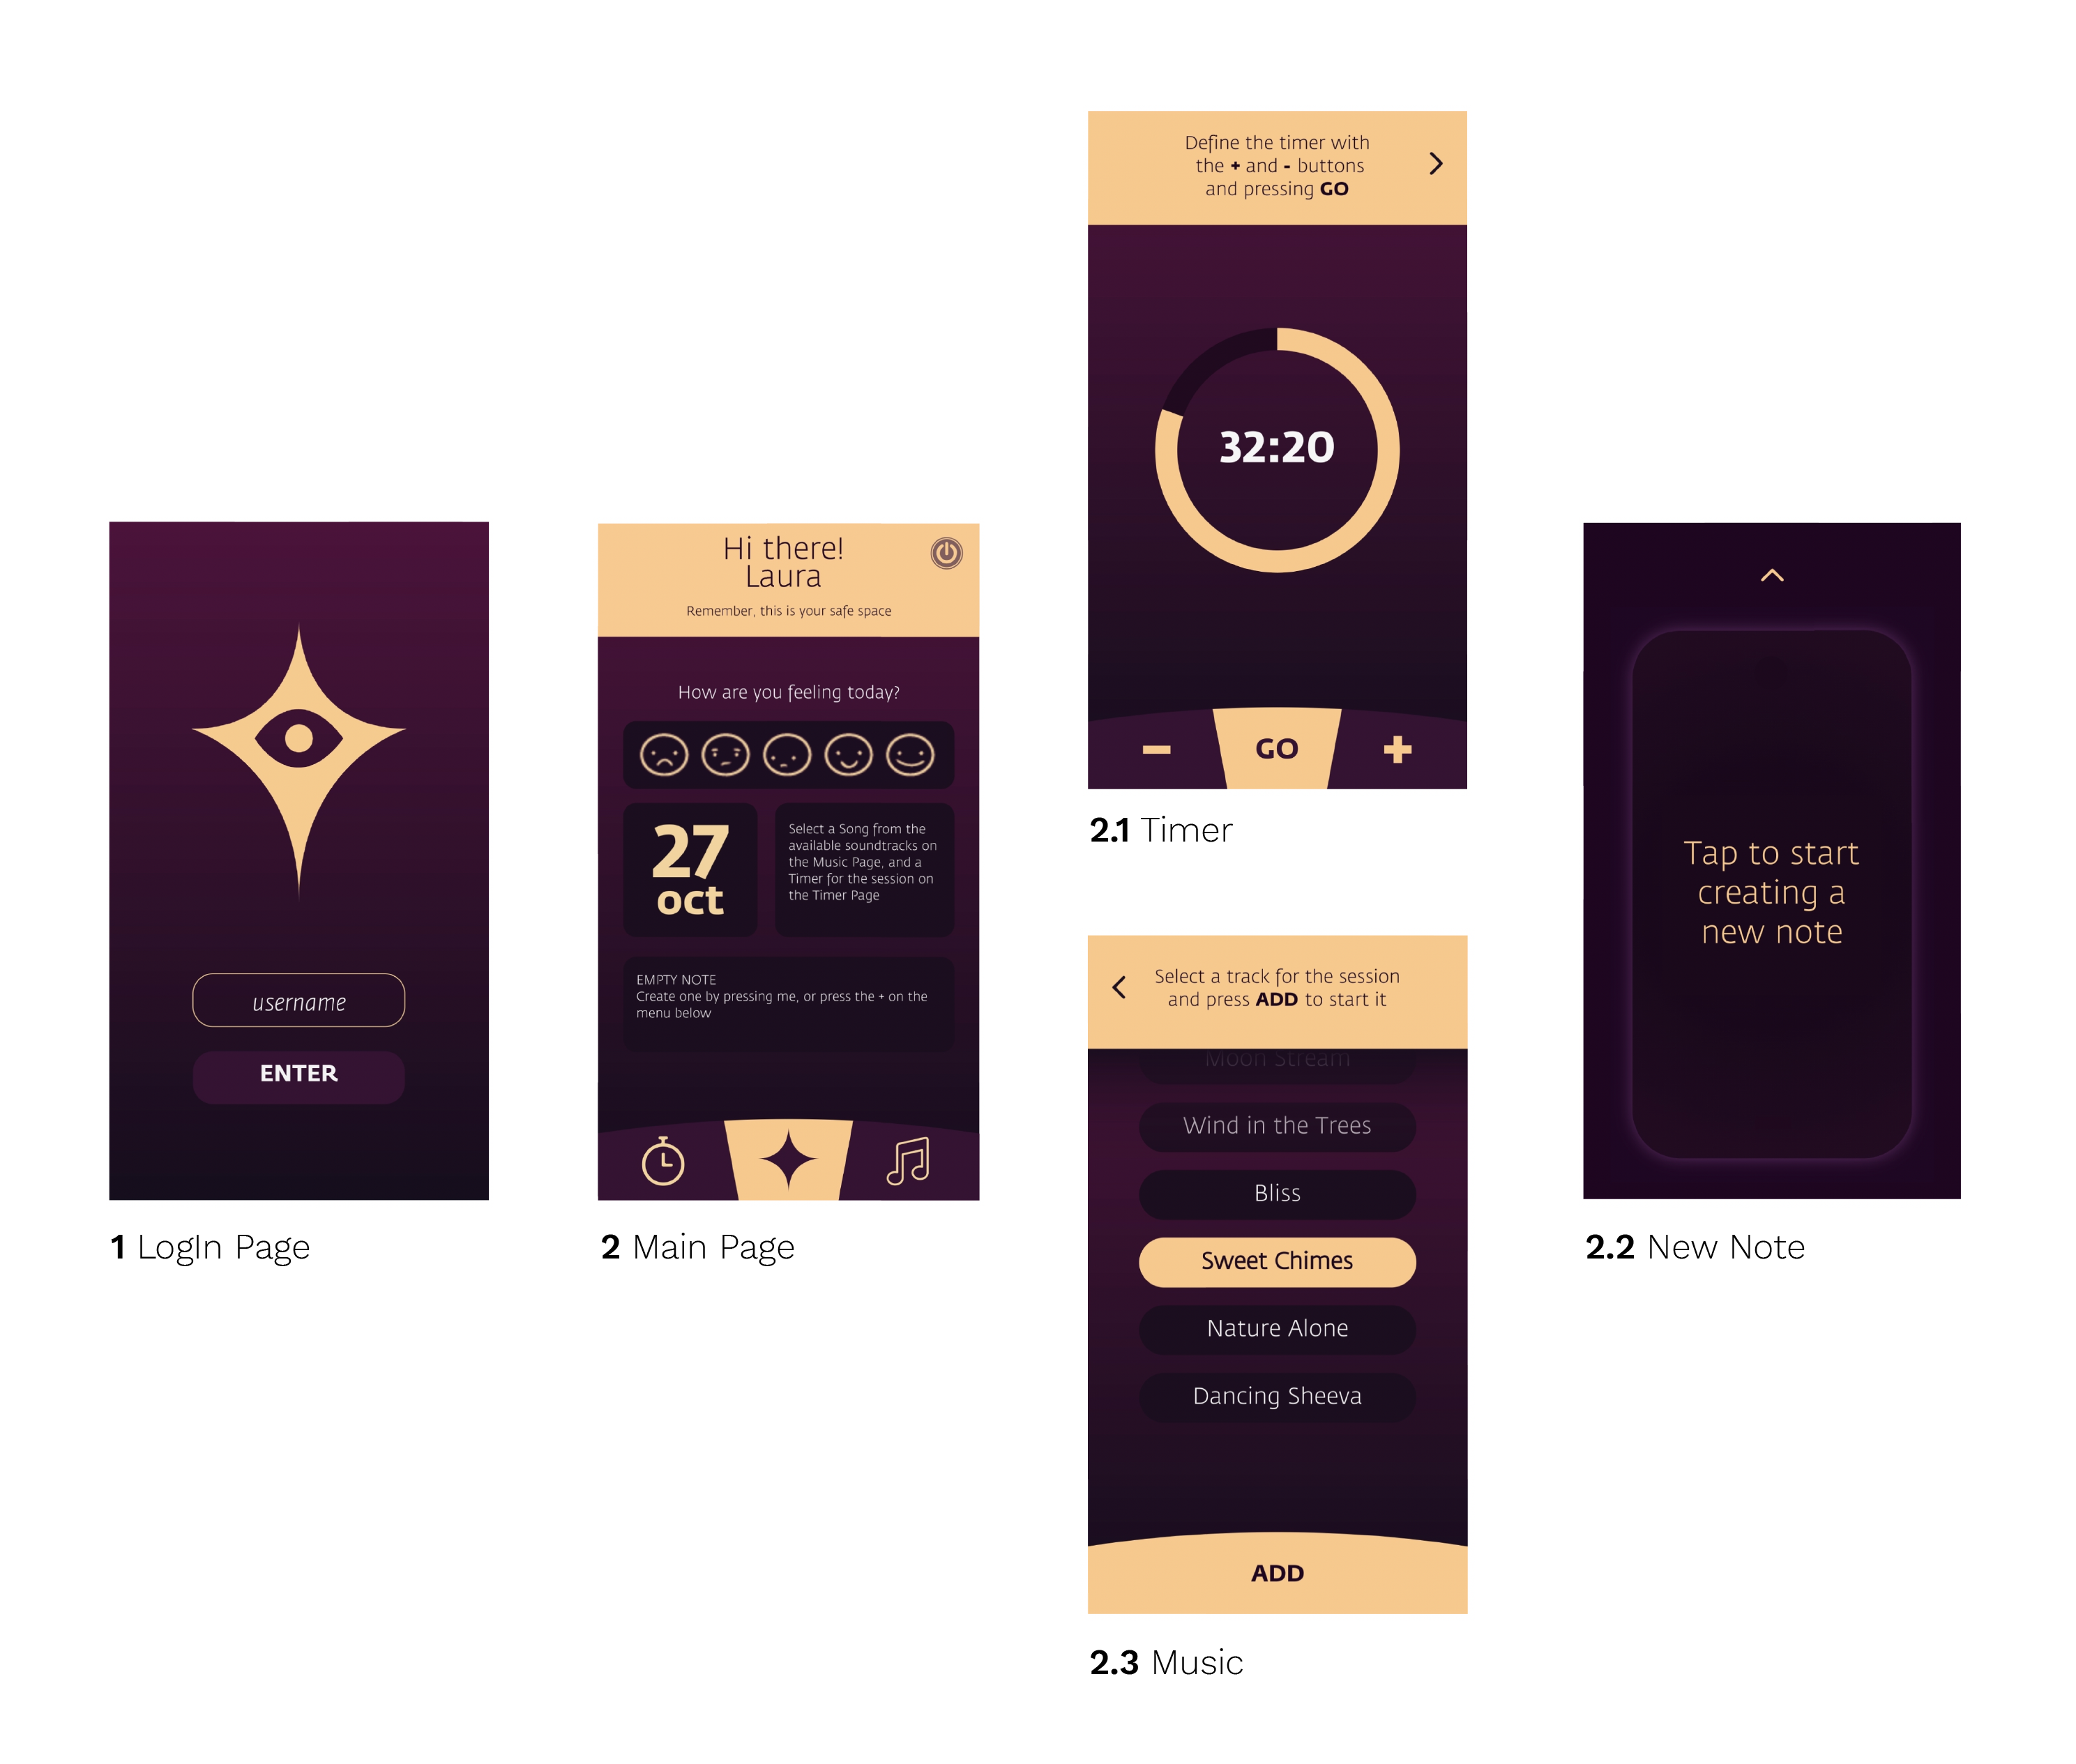 username
ENTER
1 LogIn Page
Hi there!
Laura
Remember, this is your safe space
How are you feeling today?
27
oct
Select a Song from the
available soundtracks on
the Music Page, and a
Timer for the session on
the Timer Page
EMPTY NOTE
Create one by pressing me, or press the + on the
menu below
2 Main Page
Define the timer with
the + and - buttons
and pressing GO
32:20
GO
2.1 Timer
Select a track for the session
and press ADD to start it
Moon Stream
Wind in the Trees
Bliss
Sweet Chimes
Nature Alone
Dancing Sheeva
ADD
2.3 Music
Tap to start
creating a
new note
2.2 New Note